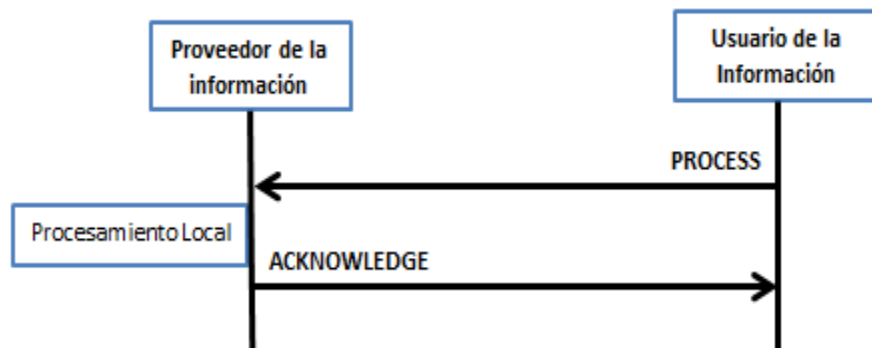 Proveedor de la
información
Usuario de la
Información
PROCESS
Procesamiento Local
ACKNOWLEDGE